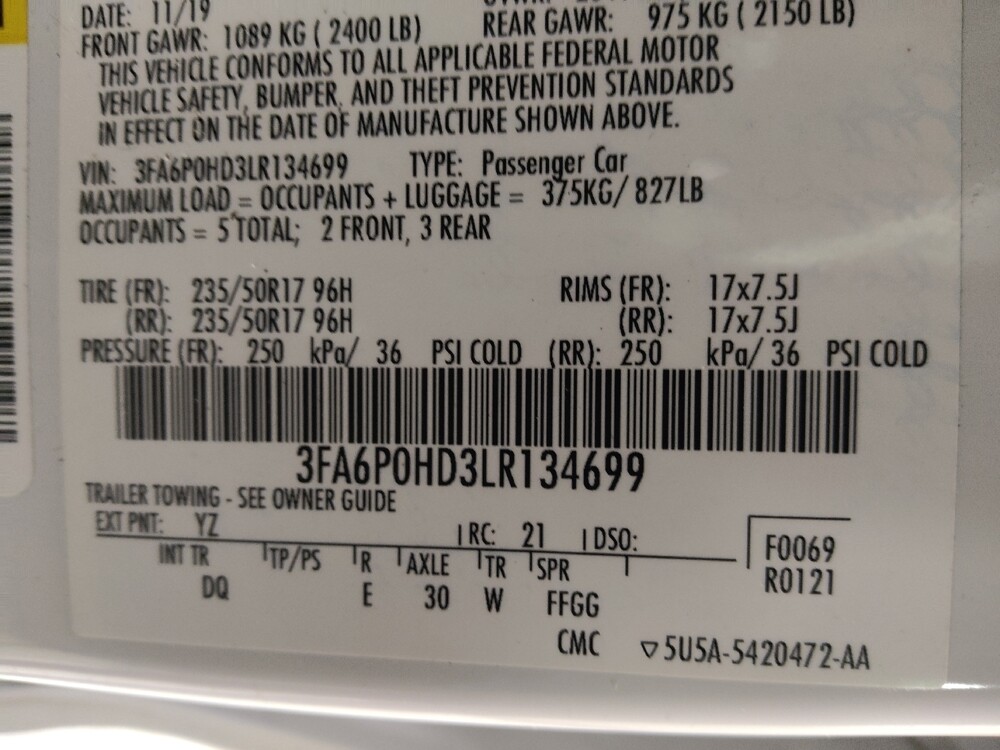 DATE: 11/19
FRONT GAWR: 1089 KG ( 2400 LB) REAR GAWR: 975 KG ( 2150 LB)
THIS VEHICLE CONFORMS TO ALL APPLICABLE FEDERAL MOTOR
VEHICLE SAFETY, BUMPER, AND THEFT PREVENTION STANDARDS
IN EFFECT ON THE DATE OF MANUFACTURE SHOWN ABOVE.
VIN: 3FA6P0HD3LR134699 TYPE: Passenger Car
MAXIMUM LOAD = OCCUPANTS + LUGGAGE = 375KG/ 827LB
OCCUPANTS = 5 TOTAL; 2 FRONT, 3 REAR
TIRE (FR): 235/50R17 96H RIMS (FR): 17x7.5J
(RR): 235/50R17 96H (RR): 17x7.5J
PRESSURE (FR): 250 kPa/ 36 PSI COLD (RR): 250 kPa/ 36 PSI COLD
3FA6P0HD3LR134699
TRAILER TOWING - SEE OWNER GUIDE
EXT PNT: YZ RC: 21 DSO: F0069
INT TR TP/PS R AXLE TR SPR R0121
DQ E 30 W FFGG
CMC ▽5U5A-5420472-AA